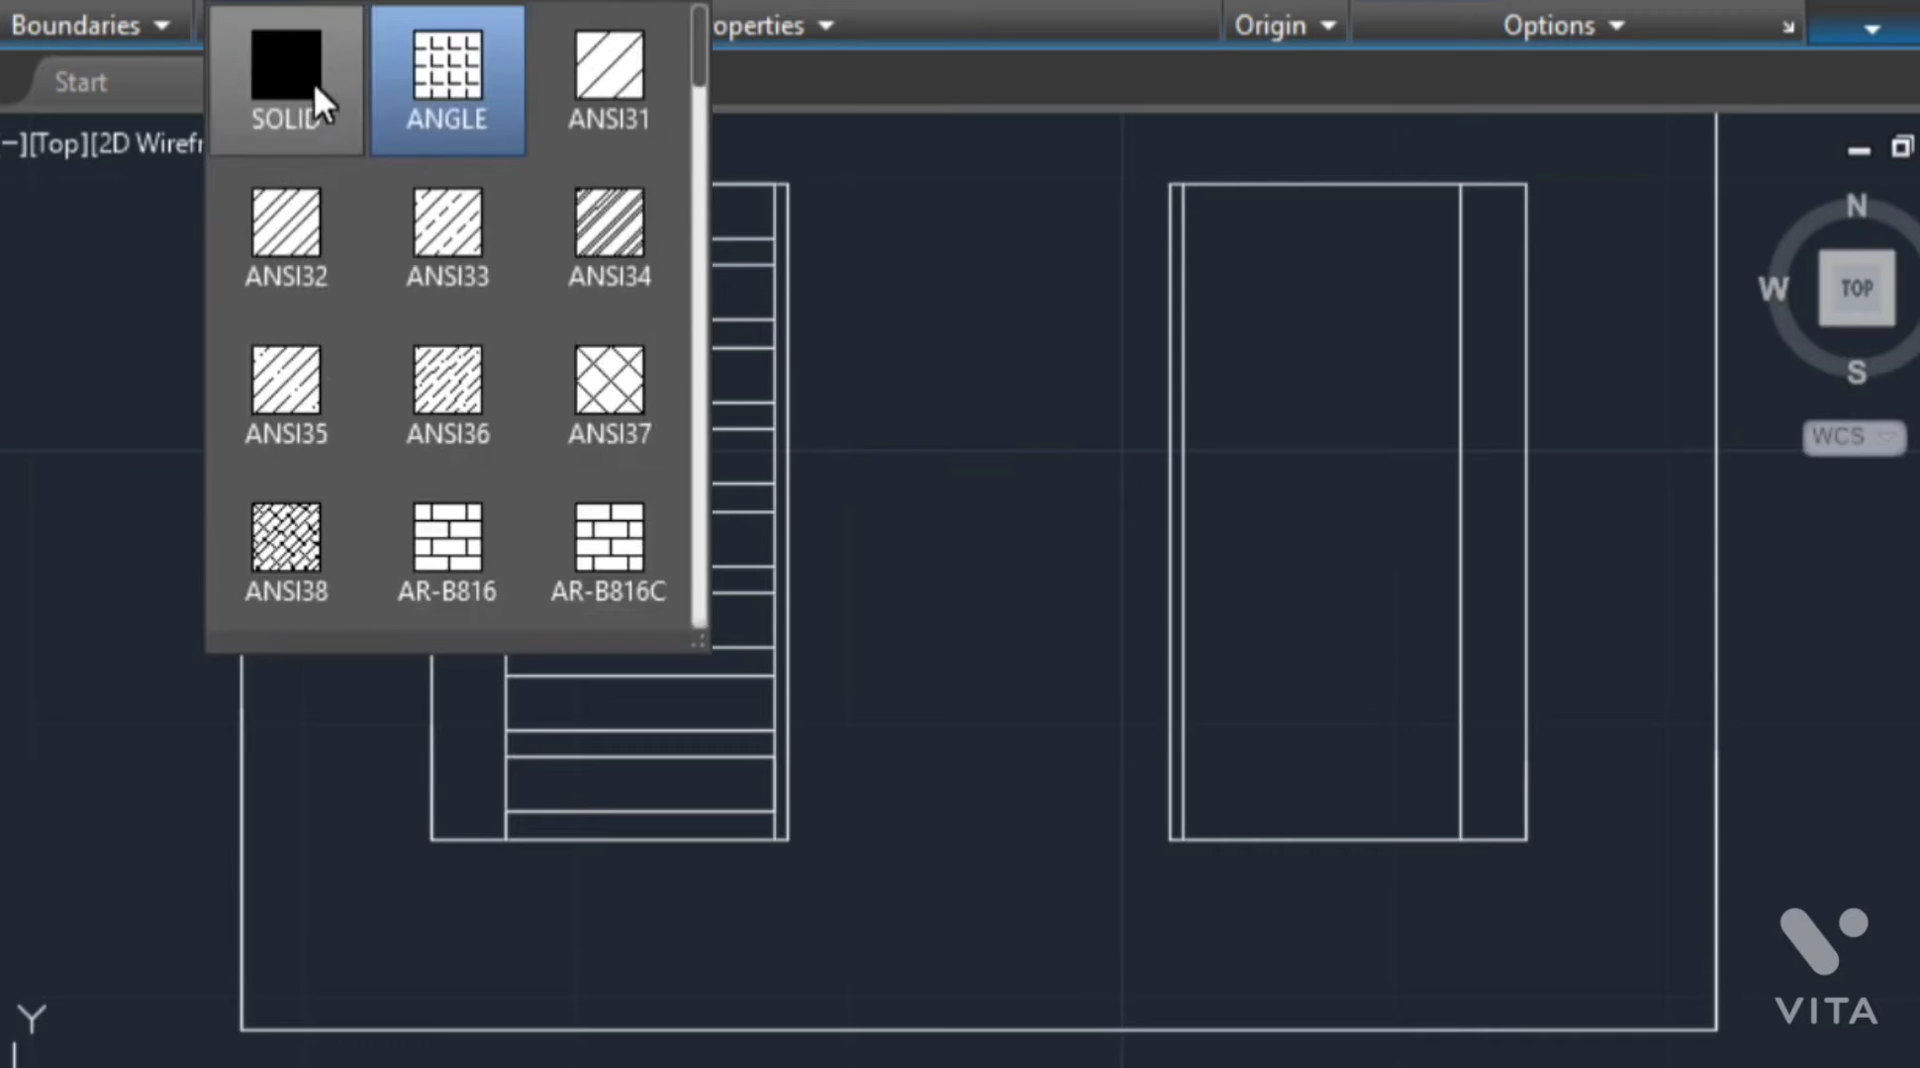 Boundaries
operties
Origin
Options
Start
SOLID
ANGLE
ANSI31
[Top][2D Wirefr
ANSI32
ANSI33
ANSI34
ANSI35
ANSI36
ANSI37
ANSI38
AR-B816
AR-B816C
N
W
TOP
S
WCS
VITA
Y